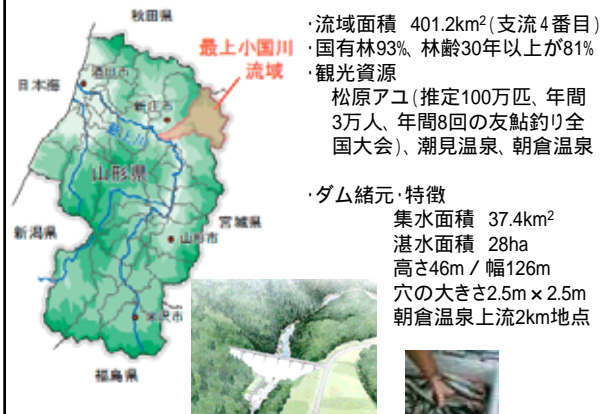 秋田県
最上小国川
流域
日本海
酒田市
新庄市
最上川
山形県
宮城県
新潟県
山形市
米沢市
福島県
･流域面積 401.2km²(支流4番目)
･国有林93%、林齢30年以上が81%
･観光資源
松原アユ(推定100万匹、年間
3万人、年間8回の友鮎釣り全
国大会)、潮見温泉、朝倉温泉
･ダム緒元･特徴
集水面積 37.4km²
湛水面積 28ha
高さ46m / 幅126m
穴の大きさ2.5m×2.5m
朝倉温泉上流2km地点